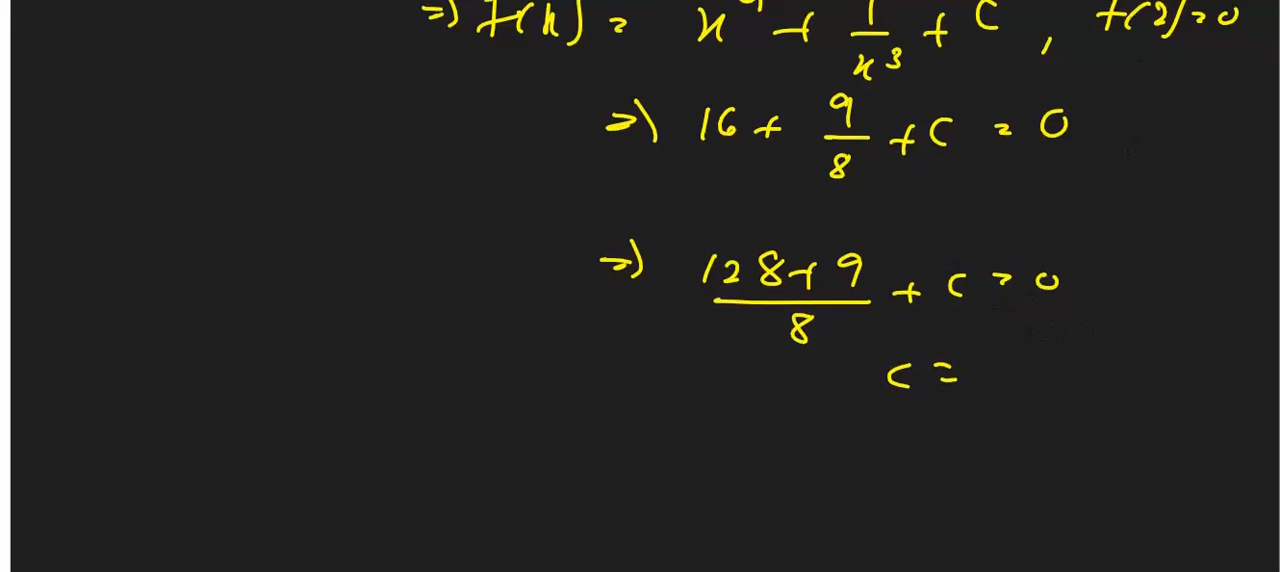 =) f(x) = x⁴ + 1/x³ + C, f(2) = 0
=) 16 + 9/8 + C = 0
=) 128+9/8 + C = 0
C =